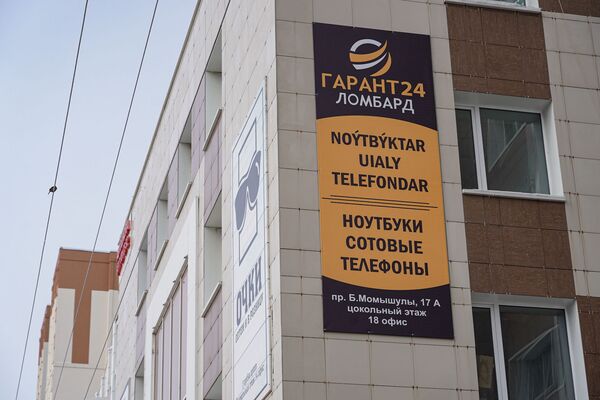 ГАРАНТ24
ЛОМБАРД
NOÝTBÝKTAR
UIALY
TELEFONDAR
НОУТБУКИ
СОТОВЫЕ
ТЕЛЕФОНЫ
пр. Б.Момышулы, 17 А
цокольный этаж
18 офис
ОЧКИ